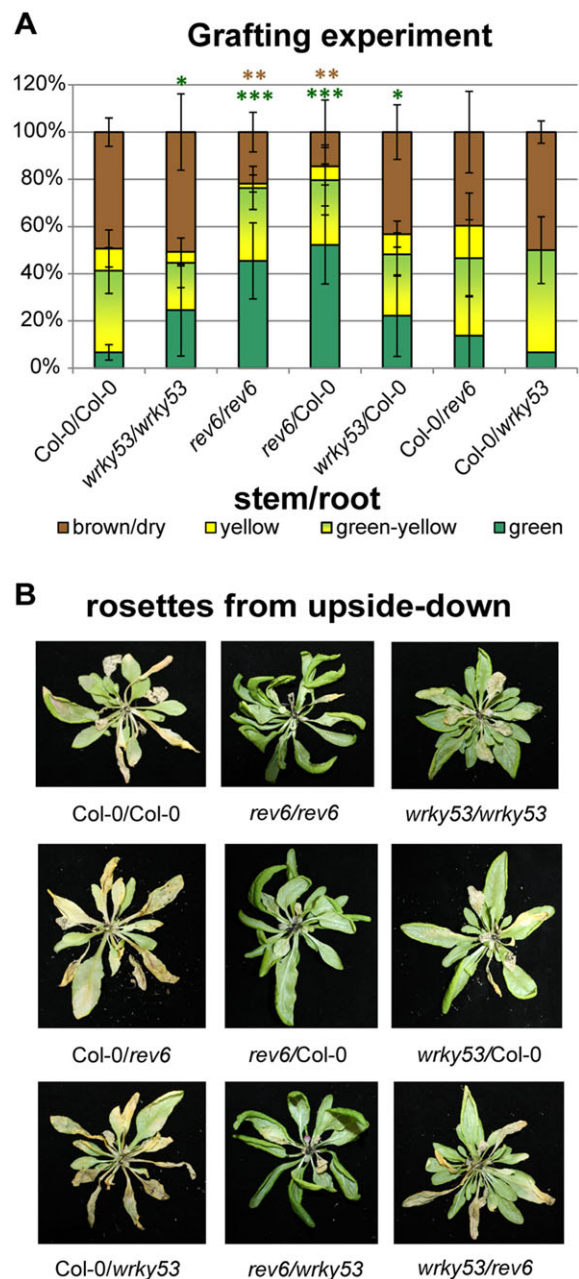 A
Grafting experiment
120%
100%
80%
60%
40%
20%
0%
* ** ** 
*** *** *
Col-0/Col-0
wrky53/wrky53
rev6/rev6
rev6/Col-0
wrky53/Col-0
Col-0/rev6
Col-0/wrky53
stem/root
brown/dry yellow green-yellow green
B
rosettes from upside-down
Col-0/Col-0 rev6/rev6 wrky53/wrky53
Col-0/rev6 rev6/Col-0 wrky53/Col-0
Col-0/wrky53 rev6/wrky53 wrky53/rev6